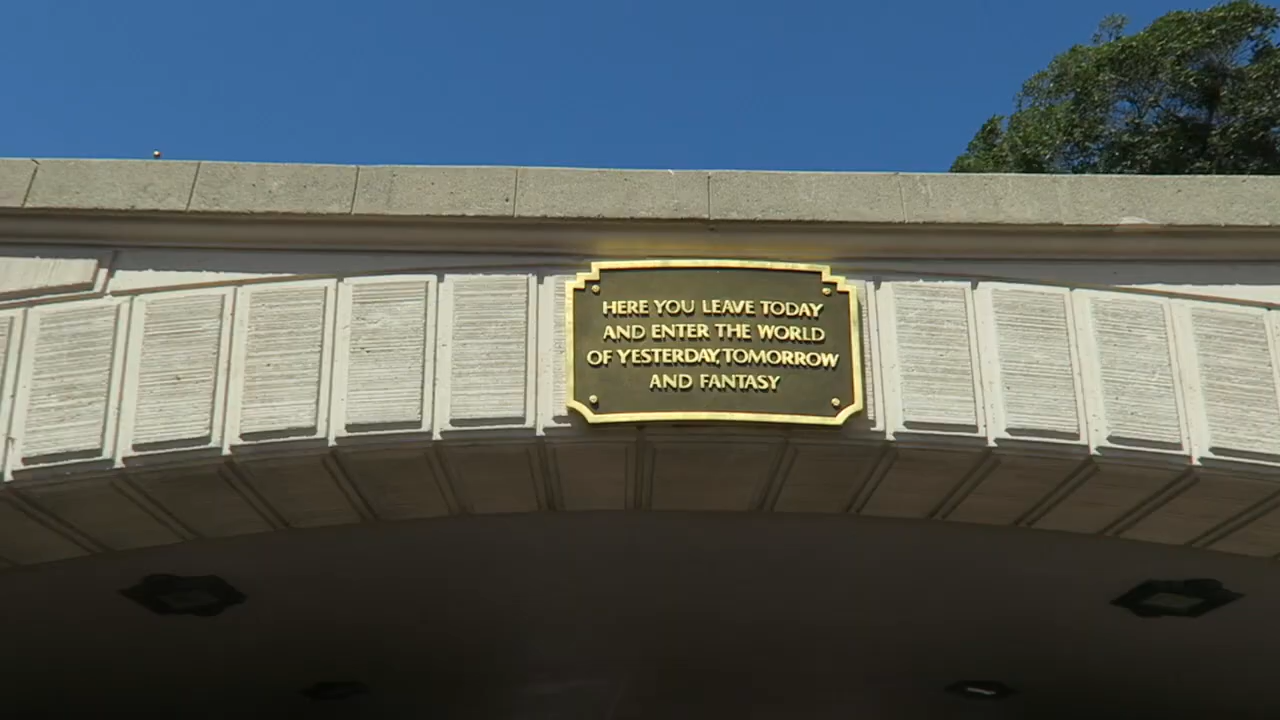 HERE YOU LEAVE TODAY
AND ENTER THE WORLD
OF YESTERDAY, TOMORROW
AND FANTASY